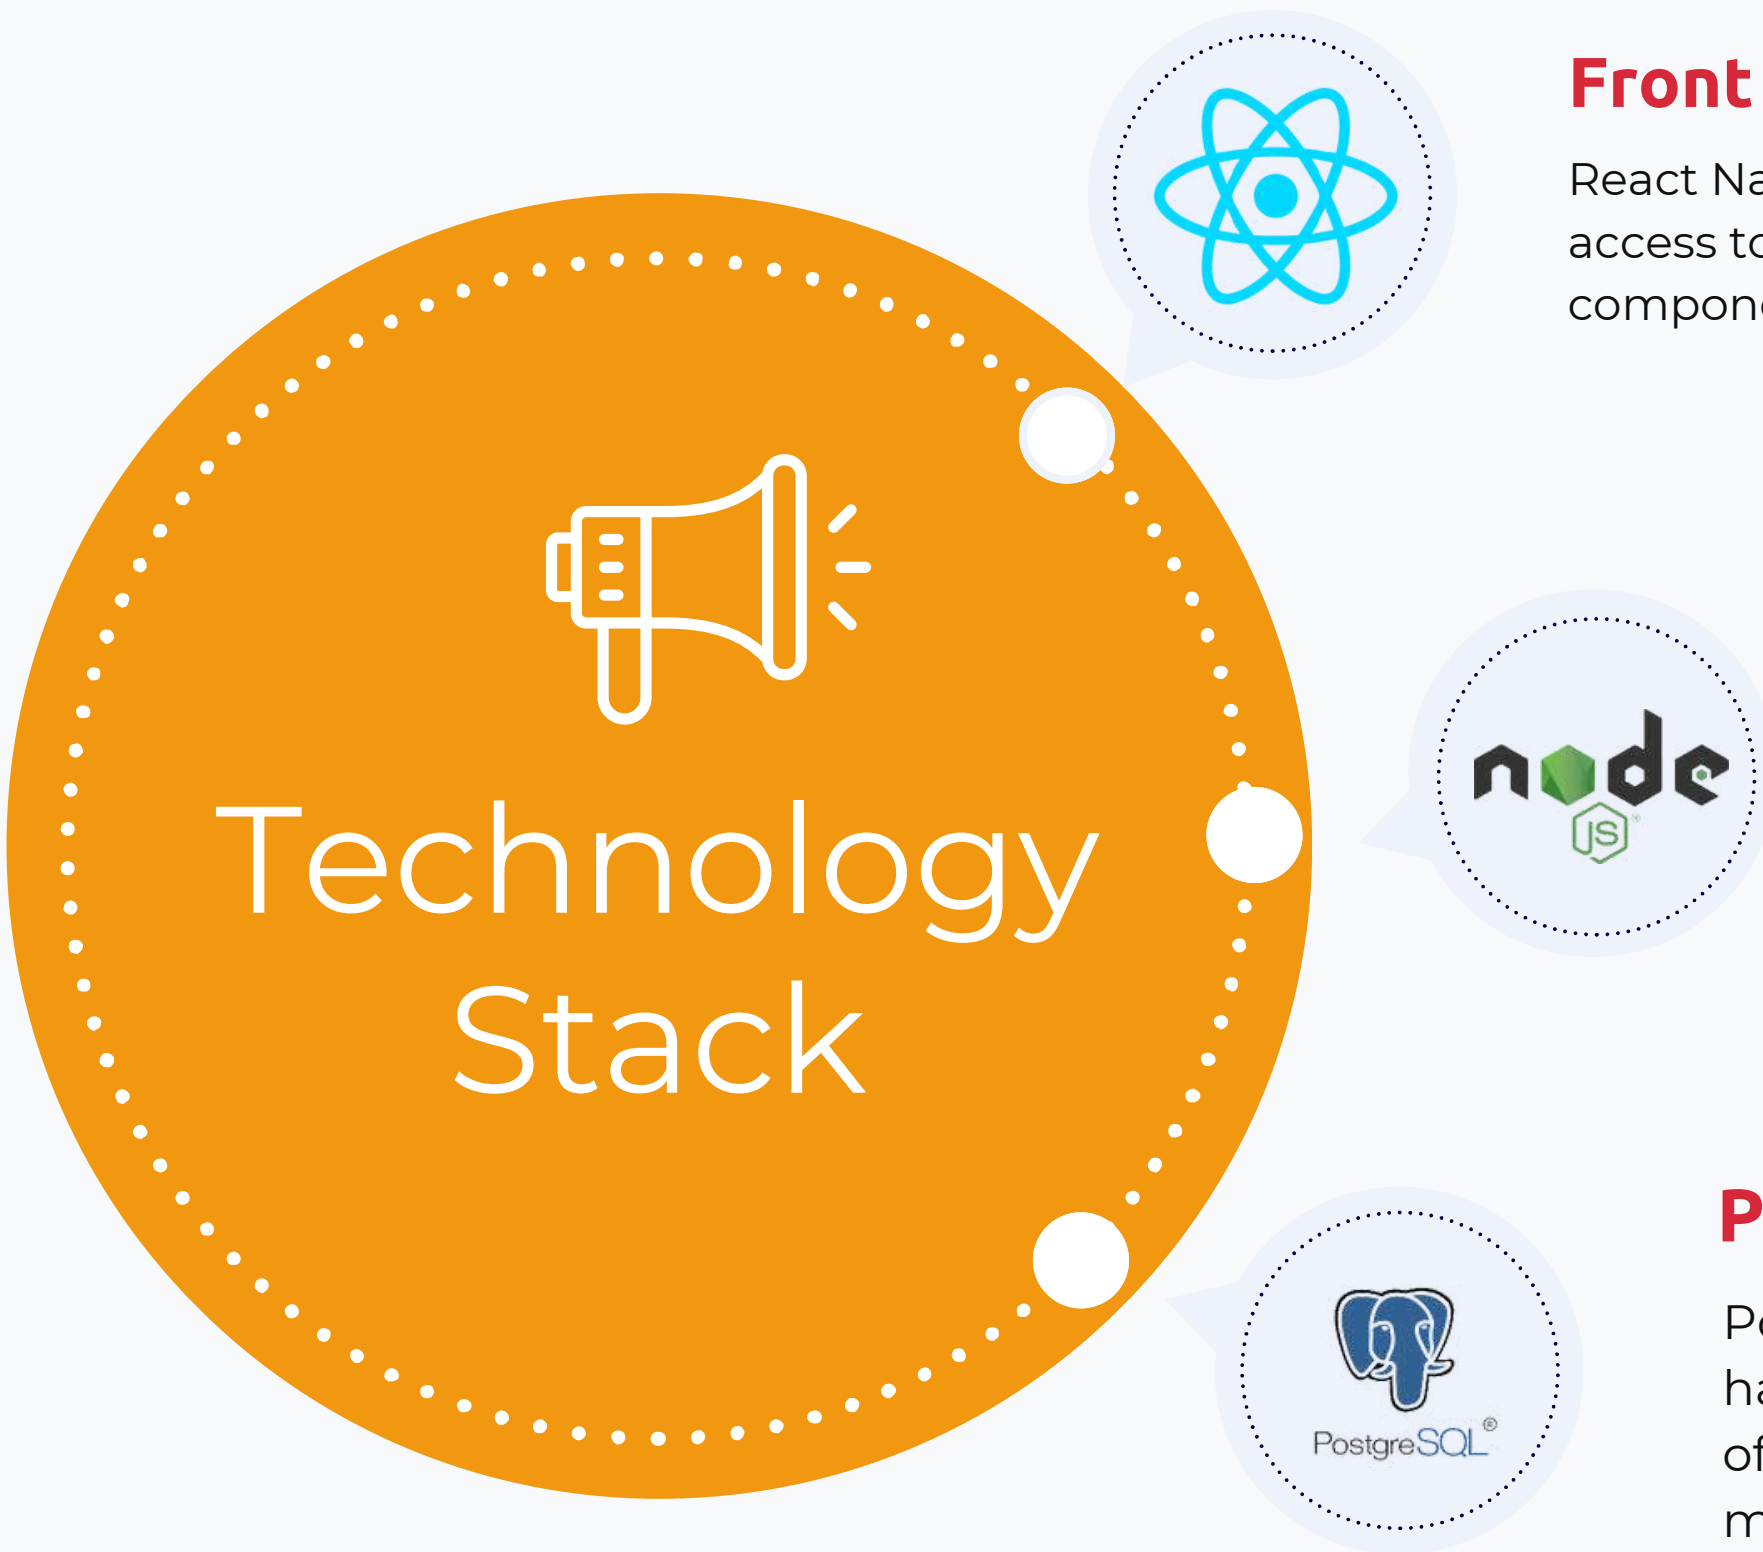 Front
React Na
access to
compon
Technology
Stack
node
JS
P
PostgreSQL®
Po
ha
of
m